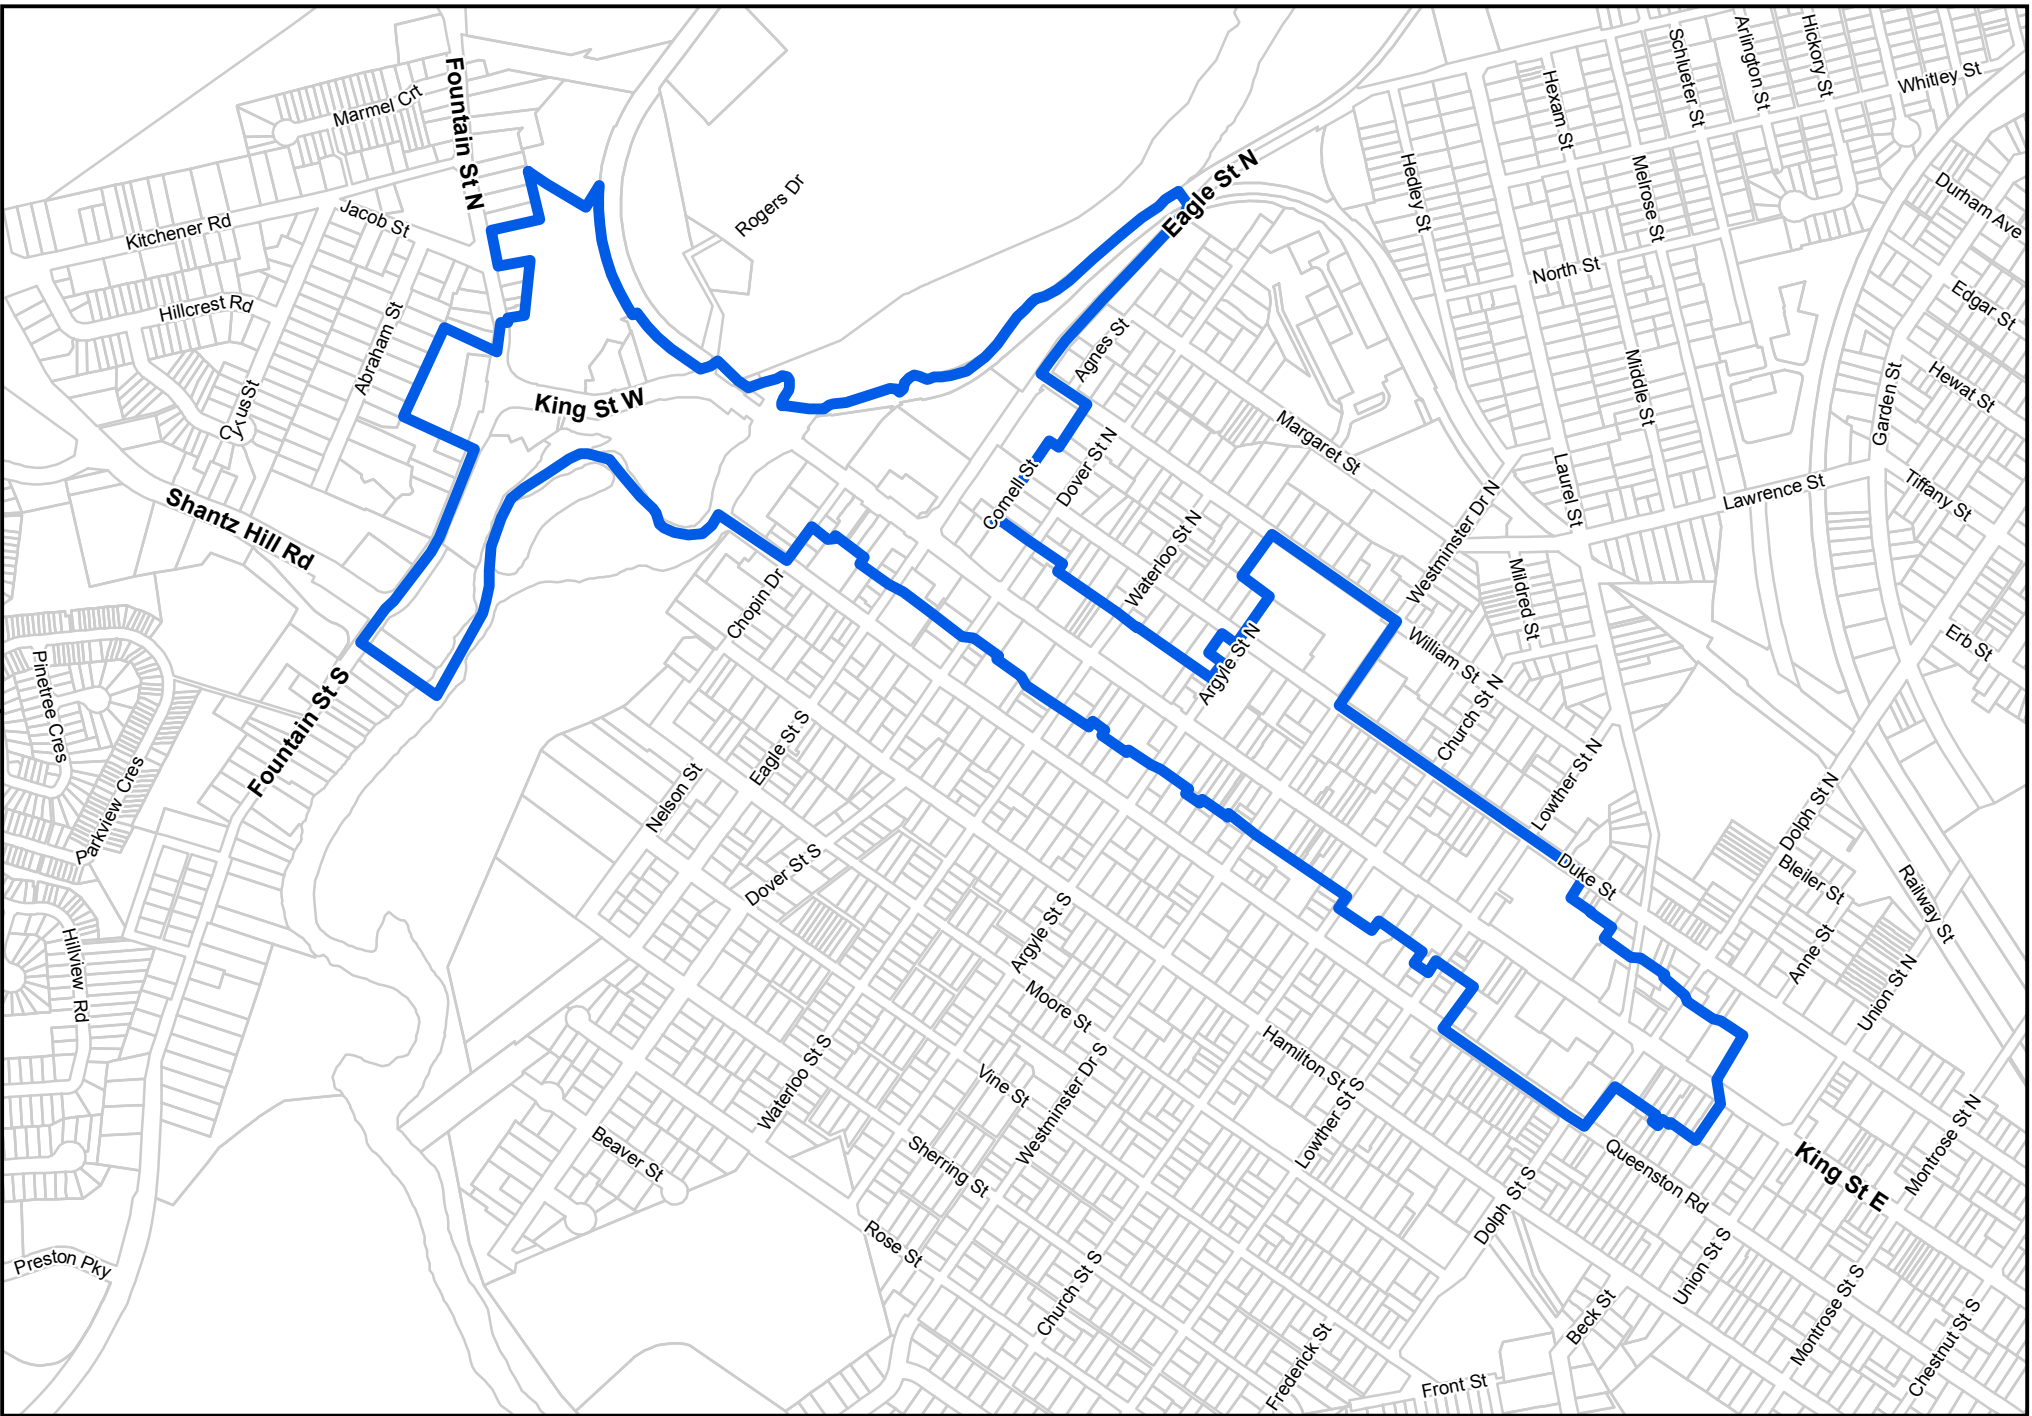 Marmel Crt
Fountain St N
Kitchener Rd
Jacob St
Hillcrest Rd
Abraham St
Cyrus St
King St W
Shantz Hill Rd
Rogers Dr
Eagle St N
Agnes St
Dover St N
Cornell St
Waterloo St N
Margaret St
Argyle St N
Westminster Dr N
William St
Church St N
Lowther St N
Duke St
Hedley St
Hexam St
Schlueter St
Arlington St
Hickory St
Whitley St
Melrose St
North St
Middle St
Laurel St
Lawrence St
Mildred St
Durham Ave
Edgar St
Hewat St
Garden St
Tiffany St
Erb St
Dolph St N
Bleiler St
Railway St
Anne St
Union St N
Pinetree Cres
Parkview Cres
Fountain St S
Hillview Rd
Preston Pky
Chopin Dr
Eagle St S
Nelson St
Dover St S
Argyle St S
Moore St
Waterloo St S
Vine St
Westminster Dr S
Beaver St
Sherring St
Rose St
Church St S
Hamilton St
Lowther St S
Frederick St
Front St
Dolph St S
Queenston Rd
Beck St
Union St S
King St E
Montrose St N
Montrose St S
Chestnut St S